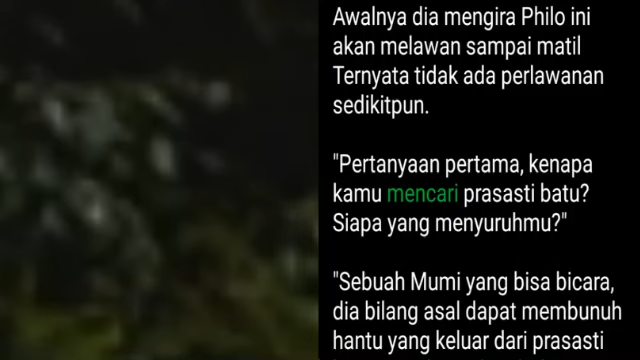 Awalnya dia mengira Philo ini
akan melawan sampai matil
Ternyata tidak ada perlawanan
sedikitpun.
"Pertanyaan pertama, kenapa
kamu mencari prasasti batu?
Siapa yang menyuruhmu?"
"Sebuah Mumi yang bisa bicara,
dia bilang asal dapat membunuh
hantu yang keluar dari prasasti